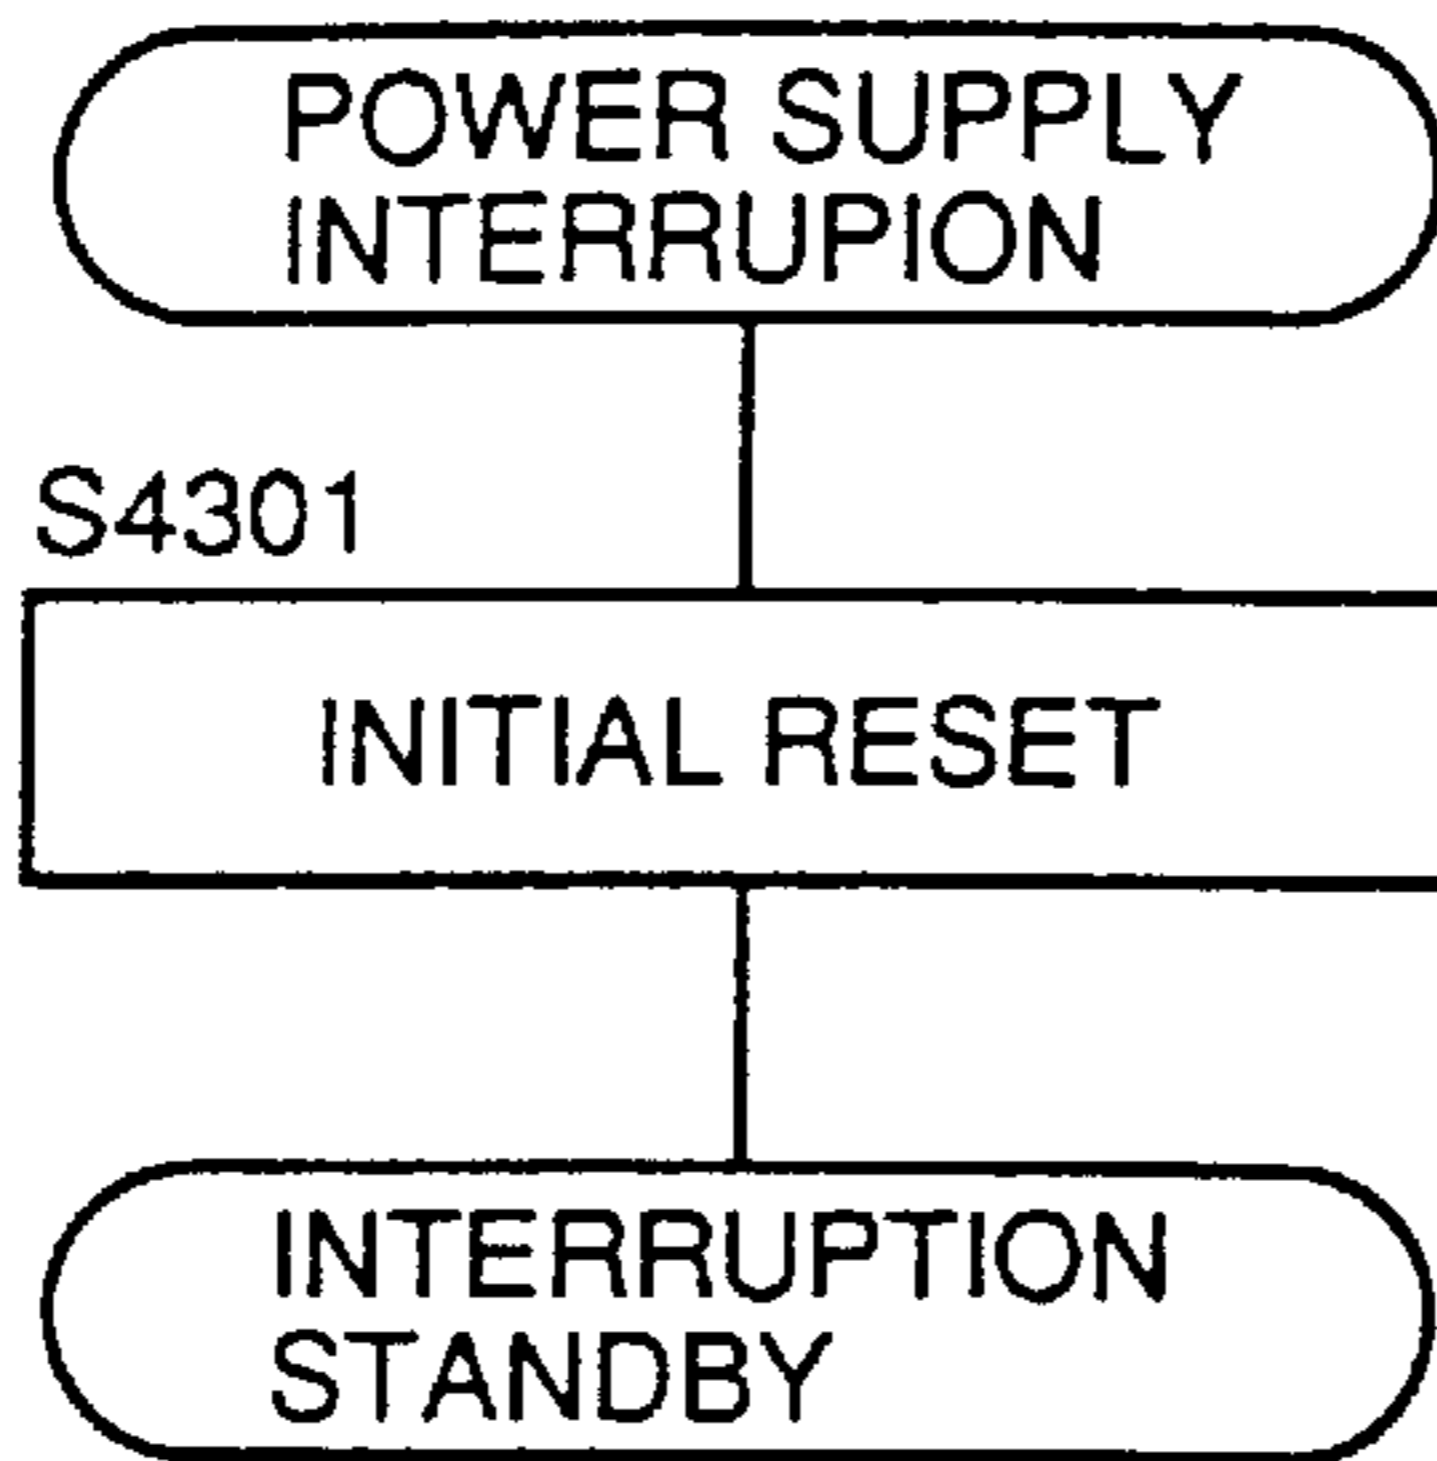 POWER SUPPLY
INTERRUPION
S4301
INITIAL RESET
INTERRUPTION
STANDBY